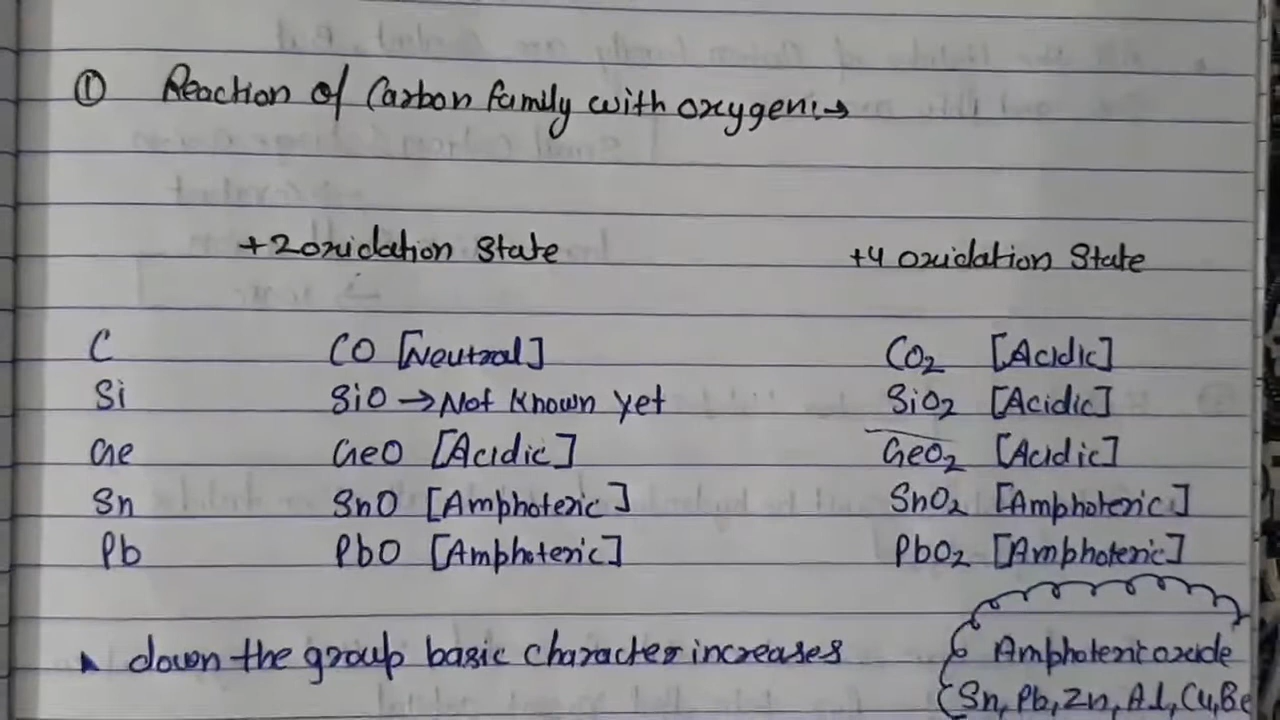 ① Reaction of Carbon family with oxygen:→
+2 oxidation State +4 oxidation State
C CO [Neutral] CO₂ [Acidic]
Si SiO → Not Known yet SiO₂ [Acidic]
Ge GeO [Acidic] GeO₂ [Acidic]
Sn SnO [Amphoteric] SnO₂ [Amphoteric]
Pb PbO [Amphoteric] PbO₂ [Amphoteric]
down the group basic character increases
Amphoteric oxide
Sn, Pb, Zn, Al, Cu, Be